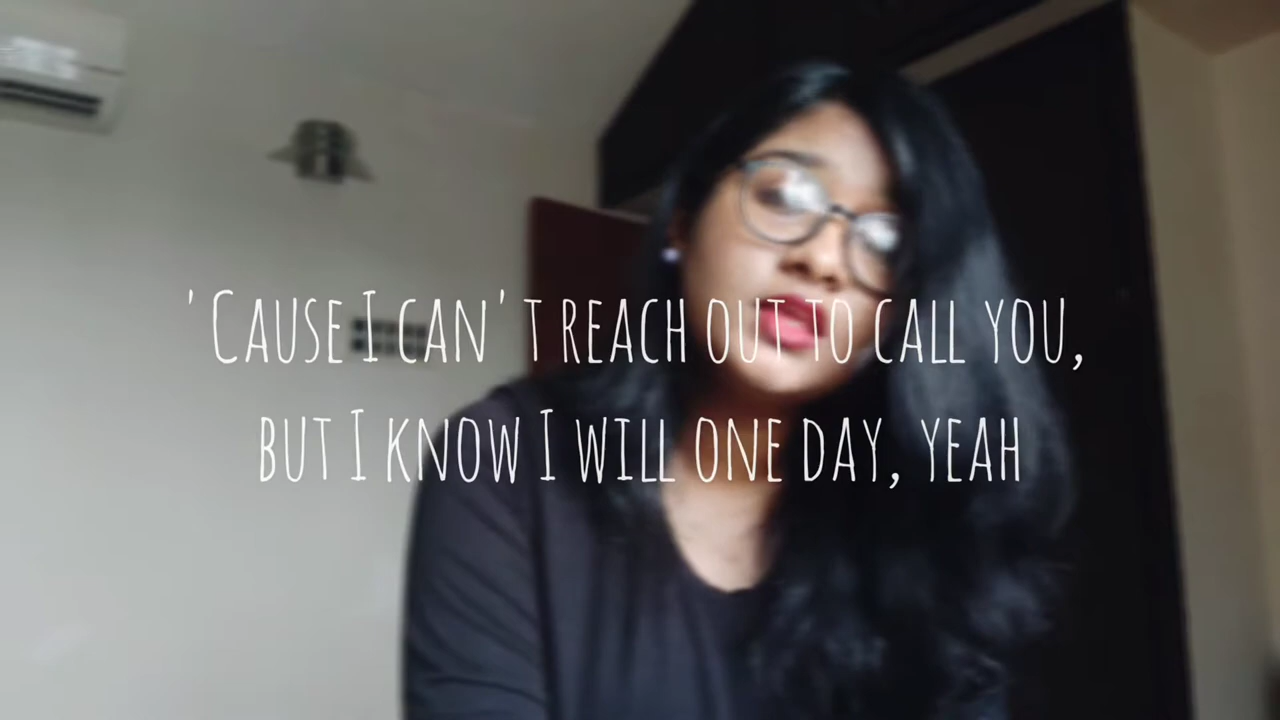 'Cause I can't reach out to call you,
but I know I will one day, yeah